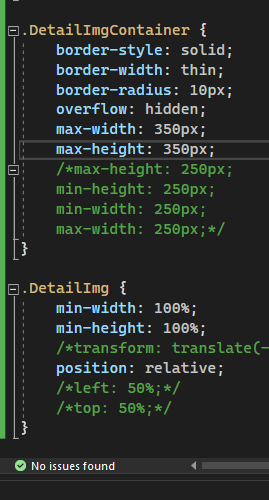 .DetailImgContainer {
border-style: solid;
border-width: thin;
border-radius: 10px;
overflow: hidden;
max-width: 350px;
max-height: 350px;
/*max-height: 250px;
min-height: 250px;
min-width: 250px;
max-width: 250px;*/
}
.DetailImg {
min-width: 100%;
min-height: 100%;
/*transform: translate(-
position: relative;
/*left: 50%;*/
/*top: 50%;*/
}
No issues found